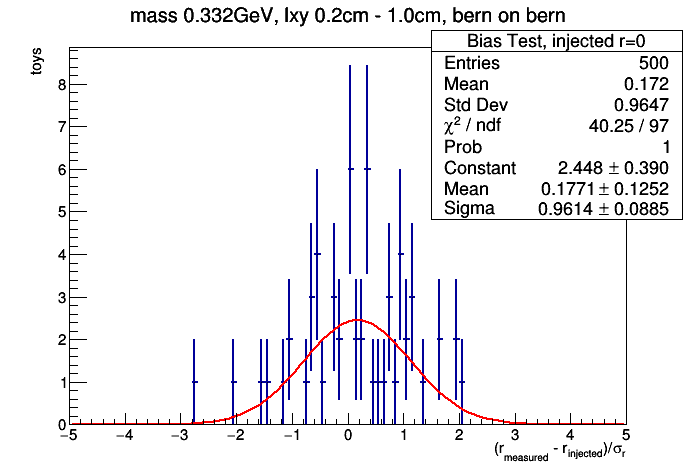 mass 0.332GeV, lxy 0.2cm - 1.0cm, bern on bern
Bias Test, injected r=0
Entries 500
Mean 0.172
Std Dev 0.9647
χ² / ndf 40.25 / 97
Prob 1
Constant 2.448 ± 0.390
Mean 0.1771 ± 0.1252
Sigma 0.9614 ± 0.0885
toys
8
7
6
5
4
3
2
1
0
−5 −4 −3 −2 −1 0 1 2 3 4 5
(r_measured - r_injected)/σ_r